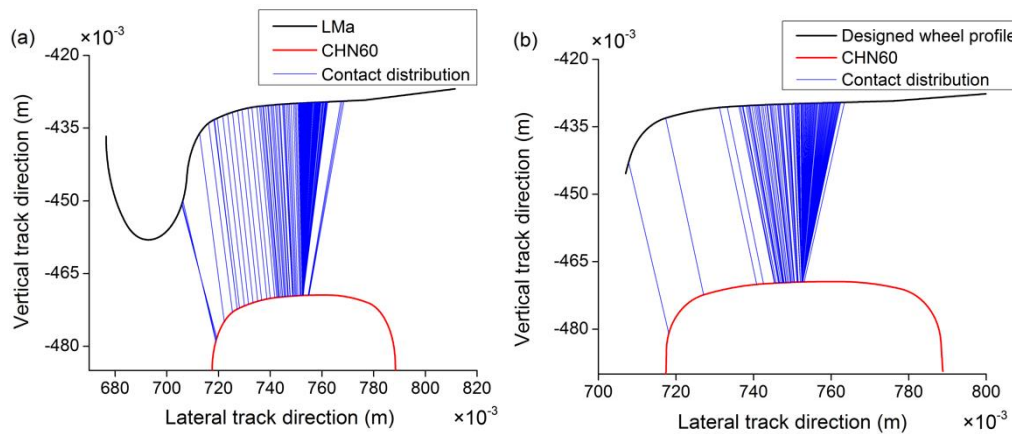 (a)
LMa
CHN60
Contact distribution
×10⁻³
-420
-435
-450
-465
-480
Vertical track direction (m)
680 700 720 740 760 780 800 820
Lateral track direction (m) ×10⁻³
(b)
Designed wheel profile
CHN60
Contact distribution
×10⁻³
-420
-435
-450
-465
-480
Vertical track direction (m)
700 720 740 760 780 800
Lateral track direction (m) ×10⁻³